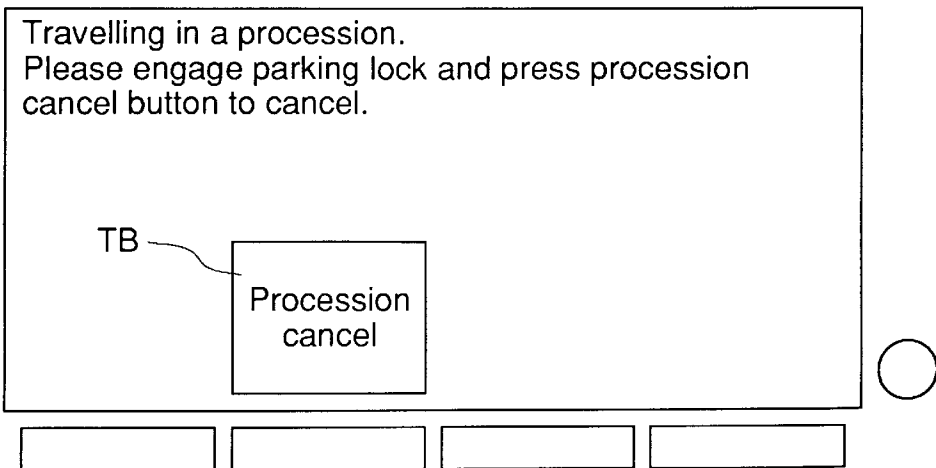 Travelling in a procession.
Please engage parking lock and press procession
cancel button to cancel.
TB
Procession
cancel